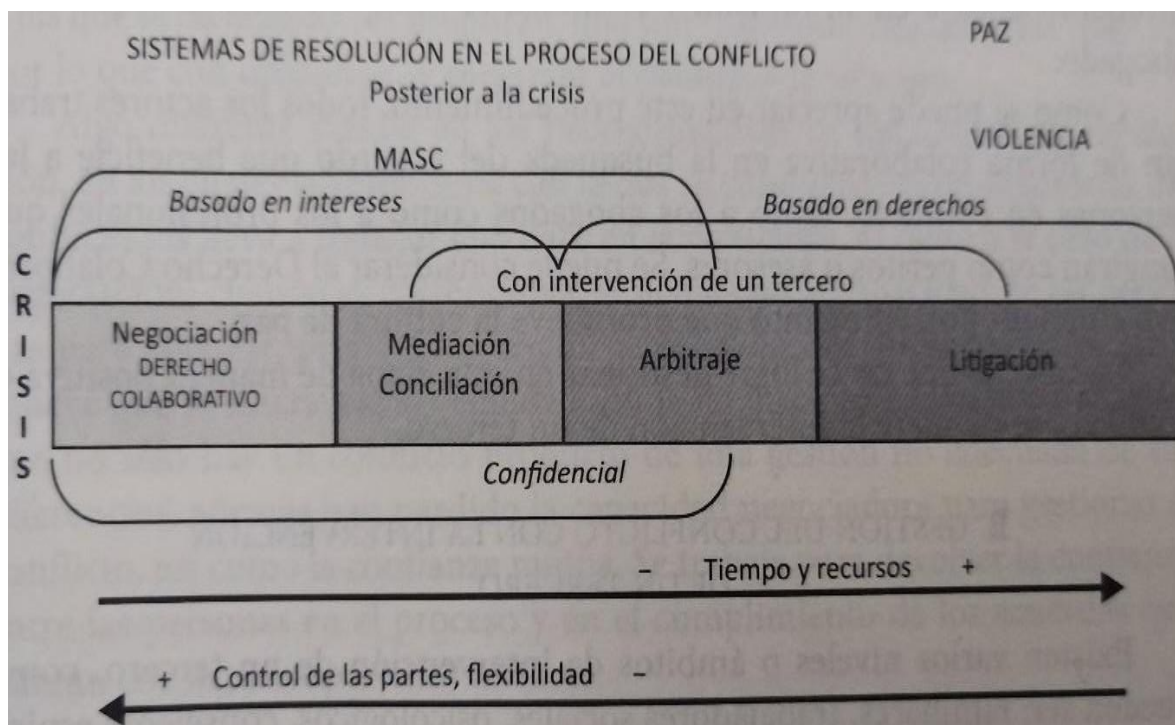 PAZ
SISTEMAS DE RESOLUCIÓN EN EL PROCESO DEL CONFLICTO
Posterior a la crisis
VIOLENCIA
MASC
Basado en intereses
Basado en derechos
CRISIS
Con intervención de un tercero
Negociación
DERECHO
COLABORATIVO
Mediación
Conciliación
Arbitraje
Litigación
Confidencial
– Tiempo y recursos +
+ Control de las partes, flexibilidad –